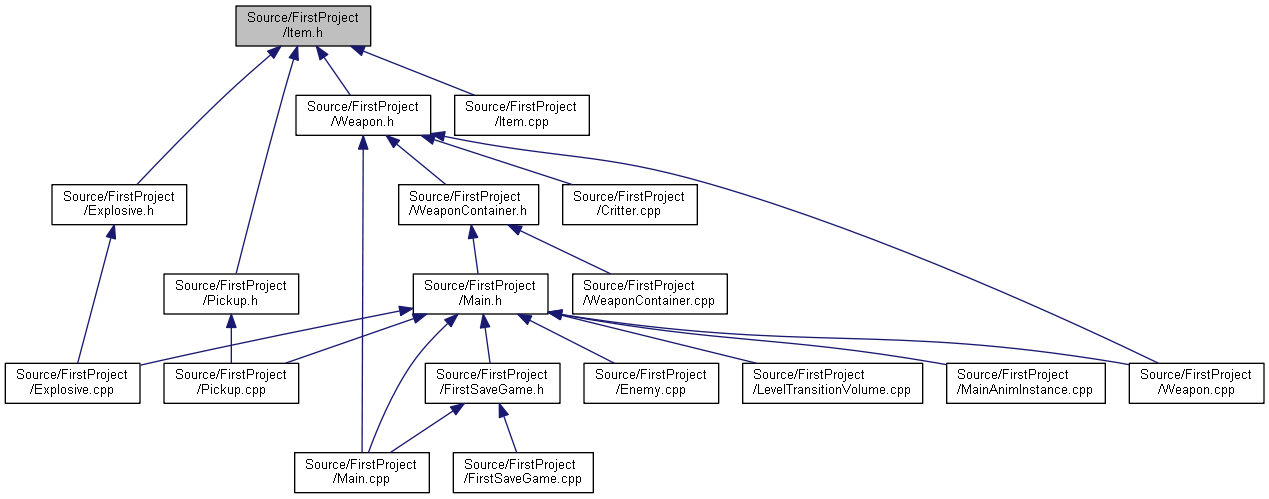 Source/FirstProject
/Item.h
Source/FirstProject
/Weapon.h
Source/FirstProject
/Item.cpp
Source/FirstProject
/Explosive.h
Source/FirstProject
/WeaponContainer.h
Source/FirstProject
/Critter.cpp
Source/FirstProject
/Pickup.h
Source/FirstProject
/Main.h
Source/FirstProject
/WeaponContainer.cpp
Source/FirstProject
/Explosive.cpp
Source/FirstProject
/Pickup.cpp
Source/FirstProject
/FirstSaveGame.h
Source/FirstProject
/Enemy.cpp
Source/FirstProject
/LevelTransitionVolume.cpp
Source/FirstProject
/MainAnimInstance.cpp
Source/FirstProject
/Weapon.cpp
Source/FirstProject
/Main.cpp
Source/FirstProject
/FirstSaveGame.cpp